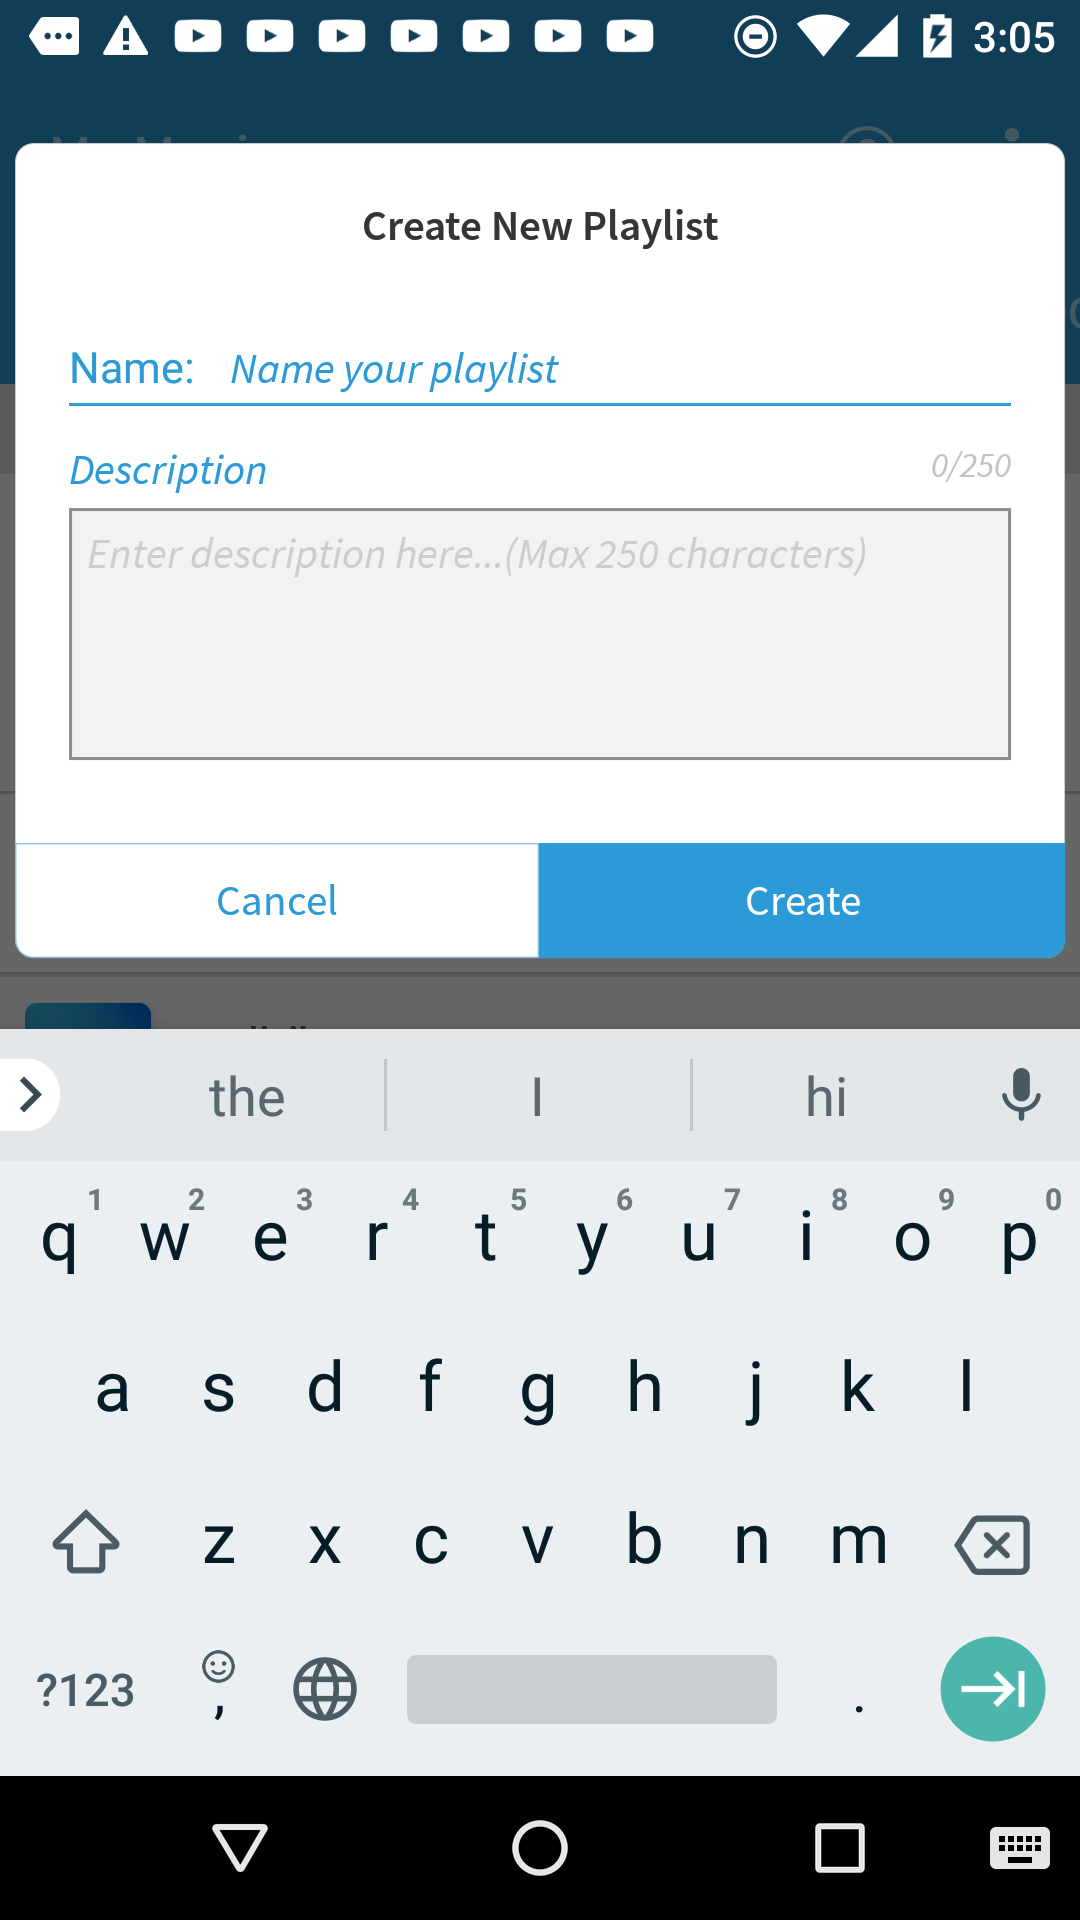 3:05
Create New Playlist
Name: Name your playlist
Description 0/250
Enter description here...(Max 250 characters)
Cancel Create
the I hi
q 1 w 2 e 3 r 4 t 5 y 6 u 7 i 8 o 9 p 0
a s d f g h j k l
z x c v b n m
?123 , .